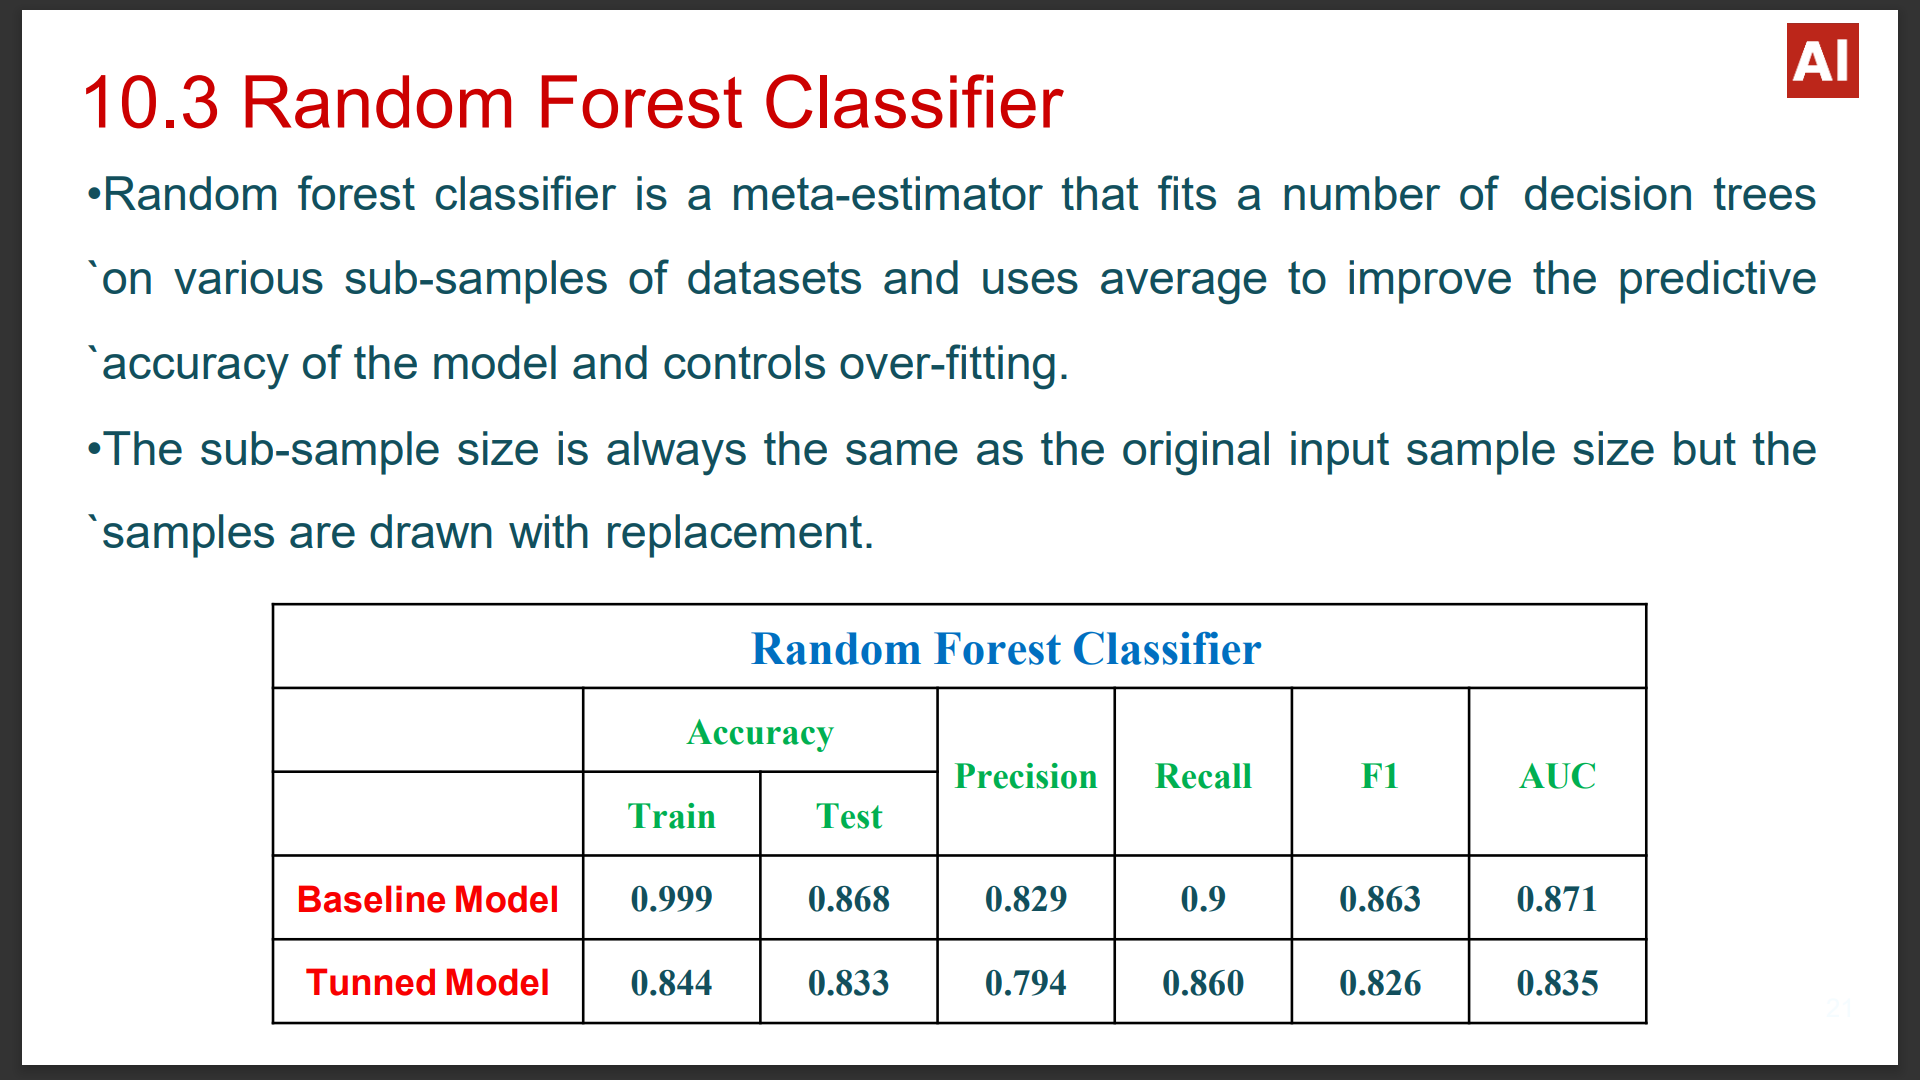 AI
10.3 Random Forest Classifier
•Random forest classifier is a meta-estimator that fits a number of decision trees
`on various sub-samples of datasets and uses average to improve the predictive
`accuracy of the model and controls over-fitting.
•The sub-sample size is always the same as the original input sample size but the
`samples are drawn with replacement.
Random Forest Classifier
Accuracy Precision Recall F1 AUC
Train Test
Baseline Model 0.999 0.868 0.829 0.9 0.863 0.871
Tunned Model 0.844 0.833 0.794 0.860 0.826 0.835
21